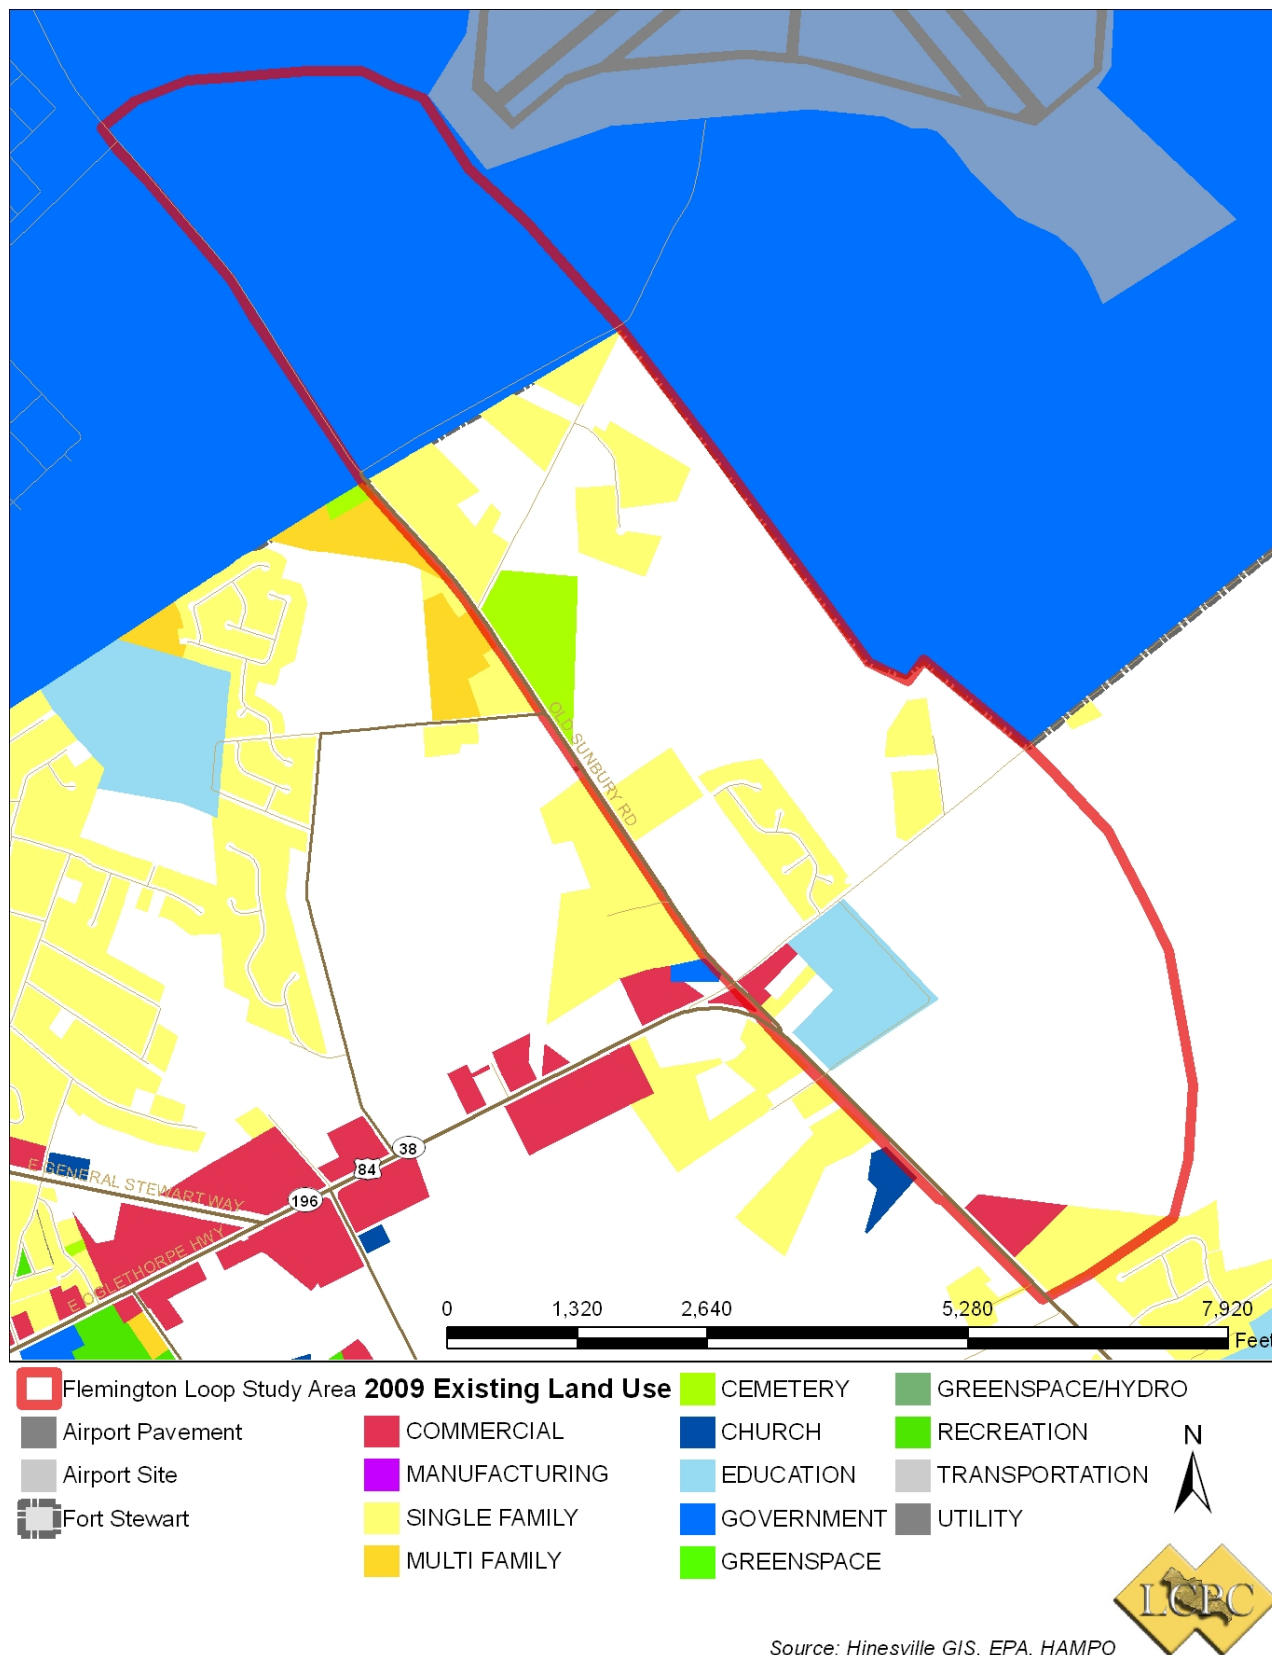 OLD SUNBURY RD
38
84
196
E GENERAL STEWART WAY
E OGLETHORPE HWY
0 1,320 2,640 5,280 7,920
Feet
Flemington Loop Study Area
Airport Pavement
Airport Site
Fort Stewart
2009 Existing Land Use
COMMERCIAL
MANUFACTURING
SINGLE FAMILY
MULTI FAMILY
CEMETERY
CHURCH
EDUCATION
GOVERNMENT
GREENSPACE
GREENSPACE/HYDRO
RECREATION
TRANSPORTATION
UTILITY
N
LCPC
Source: Hinesville GIS, EPA, HAMPO